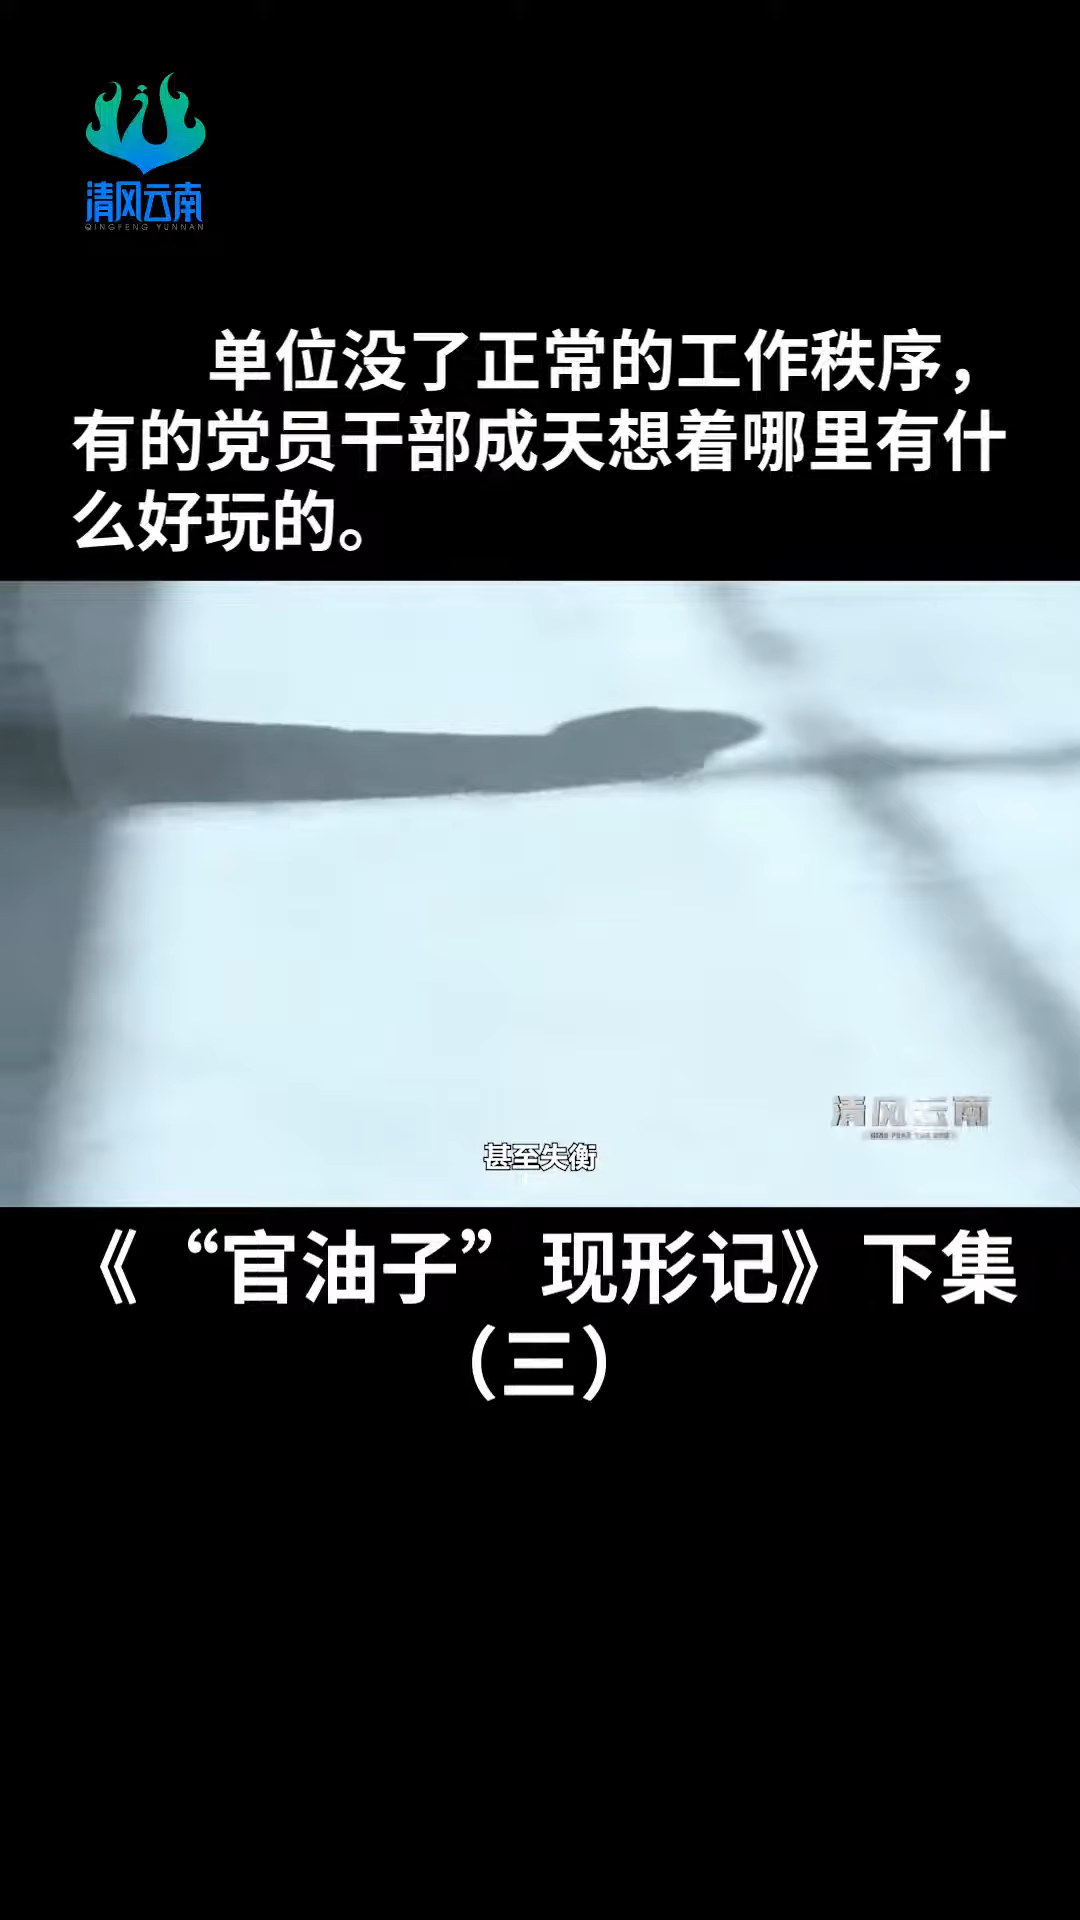 清风云南
QINGFENG YUNNAN
单位没了正常的工作秩序，
有的党员干部成天想着哪里有什
么好玩的。
清风云南
甚至失衡
《“官油子”现形记》下集
（三）